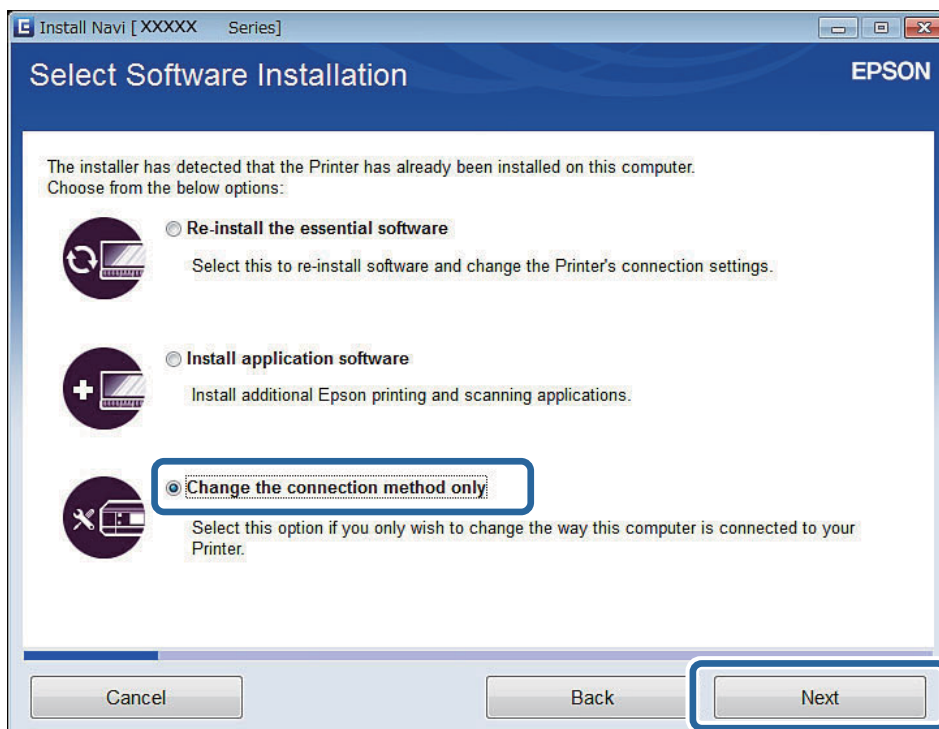 Install Navi [ XXXXX Series]
Select Software Installation
EPSON
The installer has detected that the Printer has already been installed on this computer.
Choose from the below options:
Re-install the essential software
Select this to re-install software and change the Printer's connection settings.
Install application software
Install additional Epson printing and scanning applications.
Change the connection method only
Select this option if you only wish to change the way this computer is connected to your
Printer.
Cancel
Back
Next